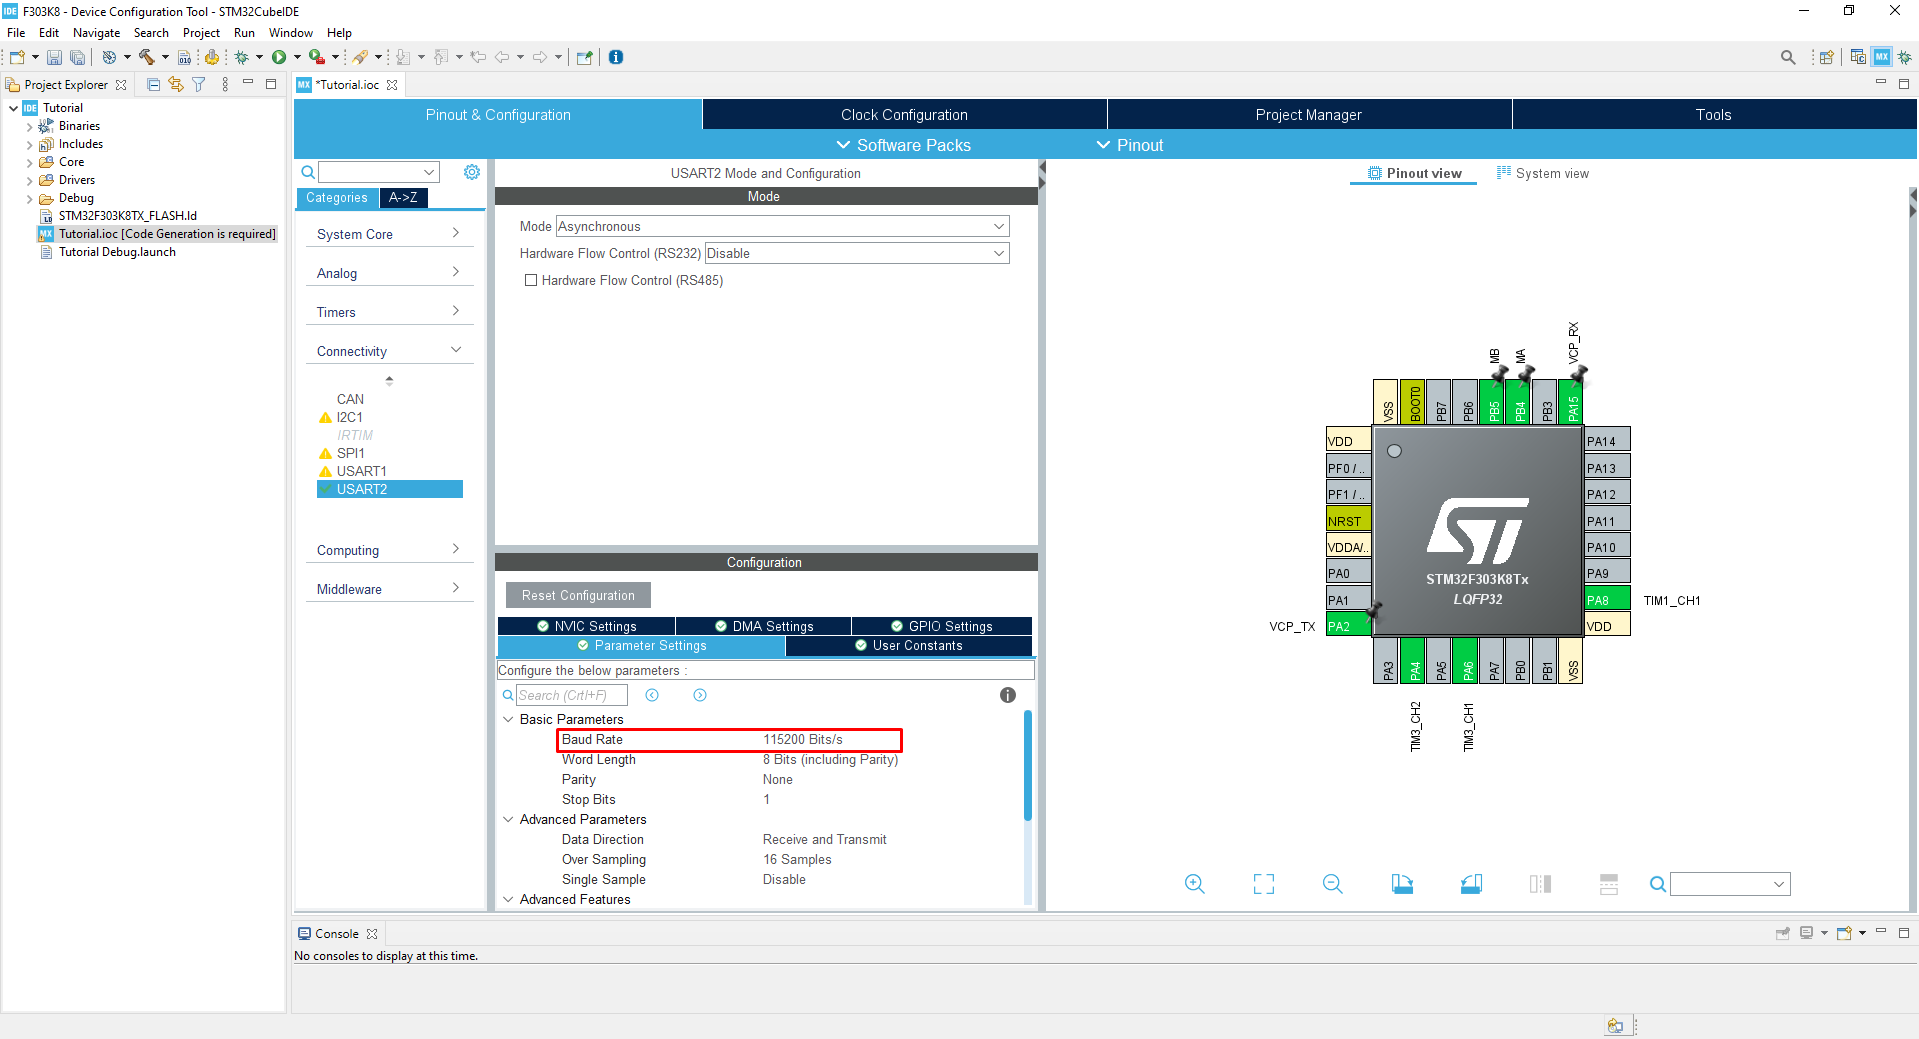 IDE F303K8 - Device Configuration Tool - STM32CubeIDE
File Edit Navigate Search Project Run Window Help
010
MX
Project Explorer
IDE Tutorial
Binaries
Includes
Core
Drivers
Debug
STM32F303K8TX_FLASH.ld
MX Tutorial.ioc [Code Generation is required]
Tutorial Debug.launch
MX *Tutorial.ioc
Pinout & Configuration Clock Configuration Project Manager Tools
Software Packs Pinout
Categories A->Z
System Core
Analog
Timers
Connectivity
CAN
I2C1
IRTIM
SPI1
USART1
USART2
Computing
Middleware
USART2 Mode and Configuration
Mode
Mode Asynchronous
Hardware Flow Control (RS232) Disable
Hardware Flow Control (RS485)
Configuration
Reset Configuration
NVIC Settings DMA Settings GPIO Settings
Parameter Settings User Constants
Configure the below parameters :
Search (Crtl+F)
Basic Parameters
Baud Rate 115200 Bits/s
Word Length 8 Bits (including Parity)
Parity None
Stop Bits 1
Advanced Parameters
Data Direction Receive and Transmit
Over Sampling 16 Samples
Single Sample Disable
Advanced Features
Pinout view System view
MB MA VCP_RX
VSS BOOT0 PB7 PB6 PB5 PB4 PB3 PA15
VDD PA14
PF0 / .. PA13
PF1 / .. PA12
NRST PA11
VDDA/.. PA10
PA0 PA9
PA1 PA8 TIM1_CH1
VCP_TX PA2 VDD
ST
STM32F303K8Tx
LQFP32
PA3 PA4 PA5 PA6 PA7 PB0 PB1 VSS
TIM3_CH2 TIM3_CH1
Console
No consoles to display at this time.